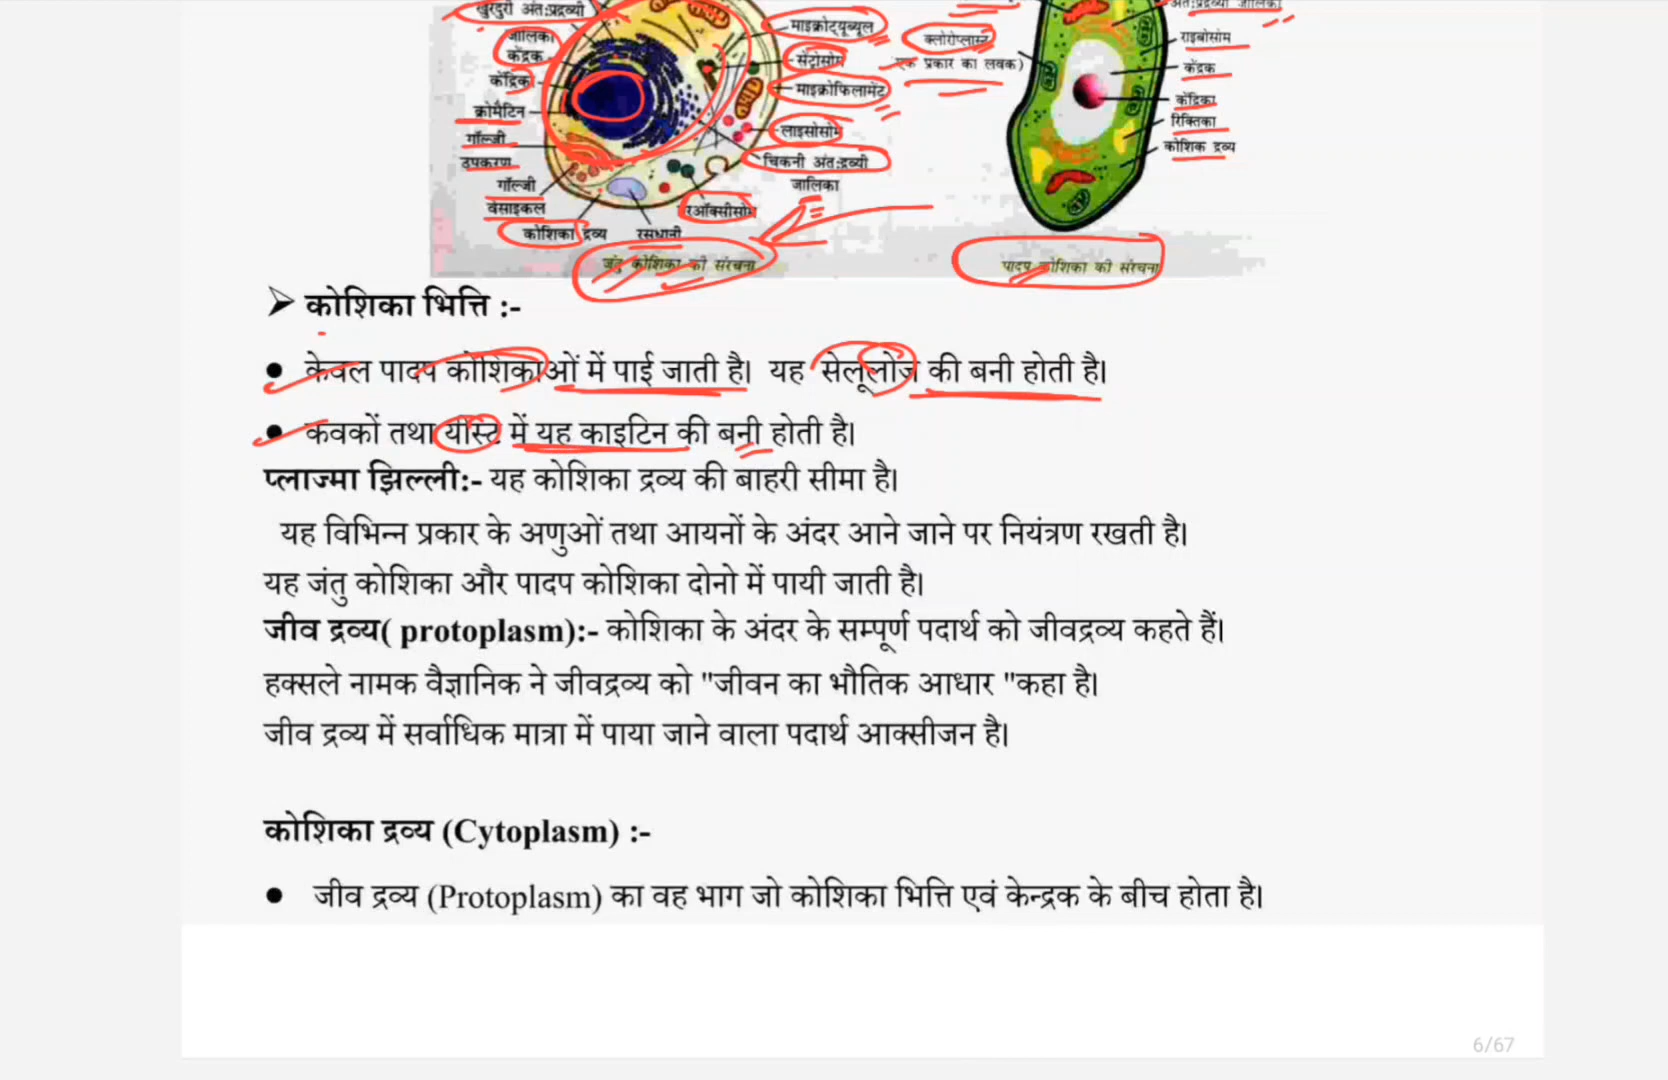 खुरदुरी अंत:प्रद्रव्यी
जालिका
केंद्रक
केंद्रिक
क्रोमैटिन
गॉल्जी
उपकरण
गॉल्जी
वेसाइकल
कोशिका द्रव्य
रसधानी
माइक्रोट्यूब्यूल
सेंट्रोसोम
माइक्रोफिलामेंट
लाइसोसोम
चिकनी अंत:द्रव्यी
जालिका
जंतु कोशिका की संरचना
क्लोरोप्लास्ट
एक प्रकार का लवक)
राइबोसोम
केंद्रक
केंद्रिका
रिक्तिका
कोशिक द्रव्य
पादप कोशिका की संरचना
➢ कोशिका भित्ति :-
● केवल पादप कोशिकाओं में पाई जाती है। यह सेलूलोज की बनी होती है।
● कवकों तथा यीस्ट में यह काइटिन की बनी होती है।
प्लाज्मा झिल्ली:- यह कोशिका द्रव्य की बाहरी सीमा है।
यह विभिन्न प्रकार के अणुओं तथा आयनों के अंदर आने जाने पर नियंत्रण रखती है।
यह जंतु कोशिका और पादप कोशिका दोनो में पायी जाती है।
जीव द्रव्य( protoplasm):- कोशिका के अंदर के सम्पूर्ण पदार्थ को जीवद्रव्य कहते हैं।
हक्सले नामक वैज्ञानिक ने जीवद्रव्य को "जीवन का भौतिक आधार "कहा है।
जीव द्रव्य में सर्वाधिक मात्रा में पाया जाने वाला पदार्थ आक्सीजन है।
कोशिका द्रव्य (Cytoplasm) :-
● जीव द्रव्य (Protoplasm) का वह भाग जो कोशिका भित्ति एवं केन्द्रक के बीच होता है।
6/67